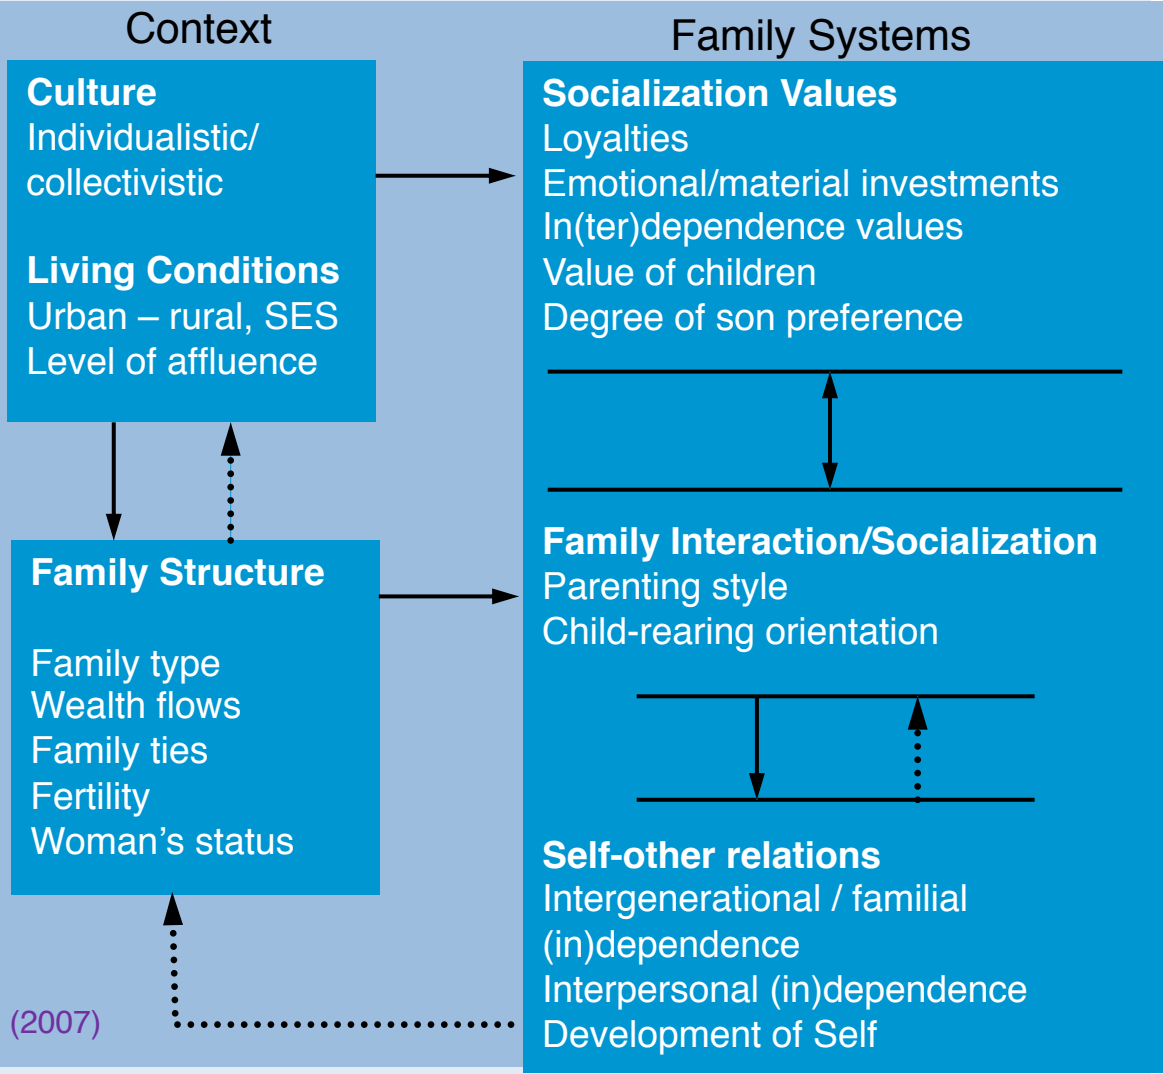 Context
Culture
Individualistic/
collectivistic
Living Conditions
Urban – rural, SES
Level of affluence
Family Structure
Family type
Wealth flows
Family ties
Fertility
Woman’s status
(2007)
Family Systems
Socialization Values
Loyalties
Emotional/material investments
In(ter)dependence values
Value of children
Degree of son preference
Family Interaction/Socialization
Parenting style
Child-rearing orientation
Self-other relations
Intergenerational / familial
(in)dependence
Interpersonal (in)dependence
Development of Self